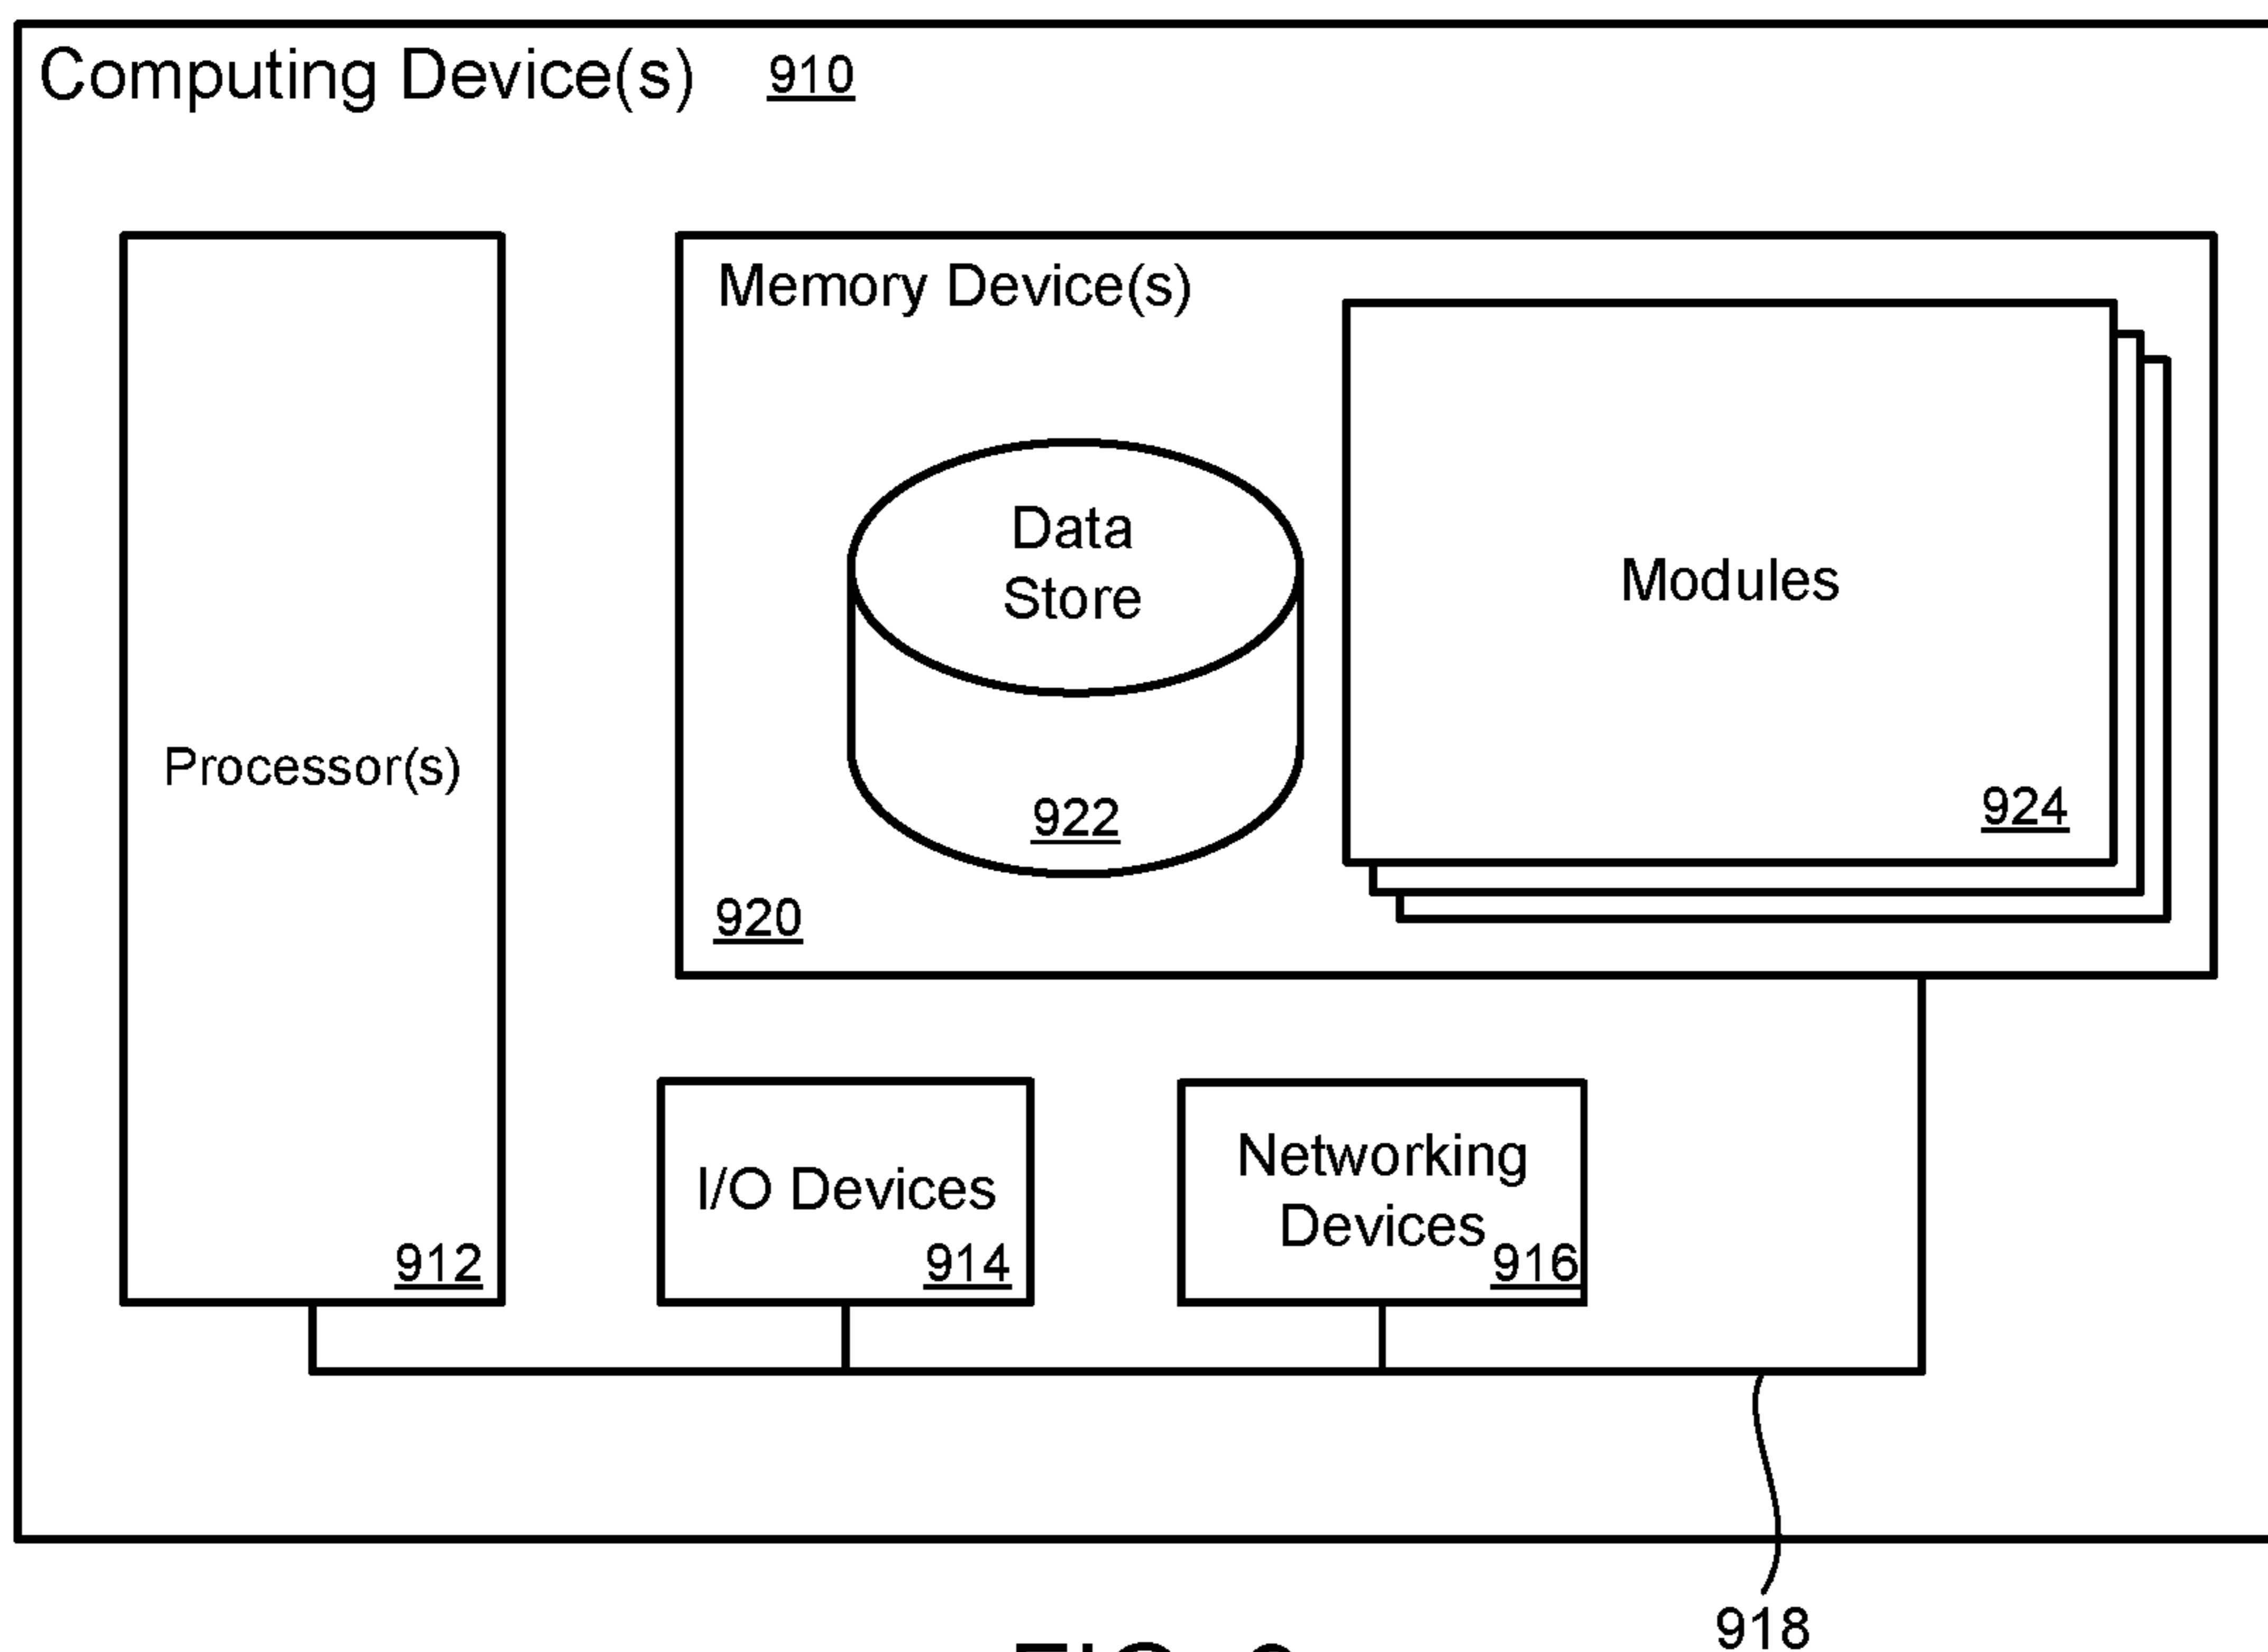 Computing Device(s) 910
Memory Device(s)
Data
Store
Modules
Processor(s)
922
924
920
Networking
I/O Devices
Devices
912
914
916
918